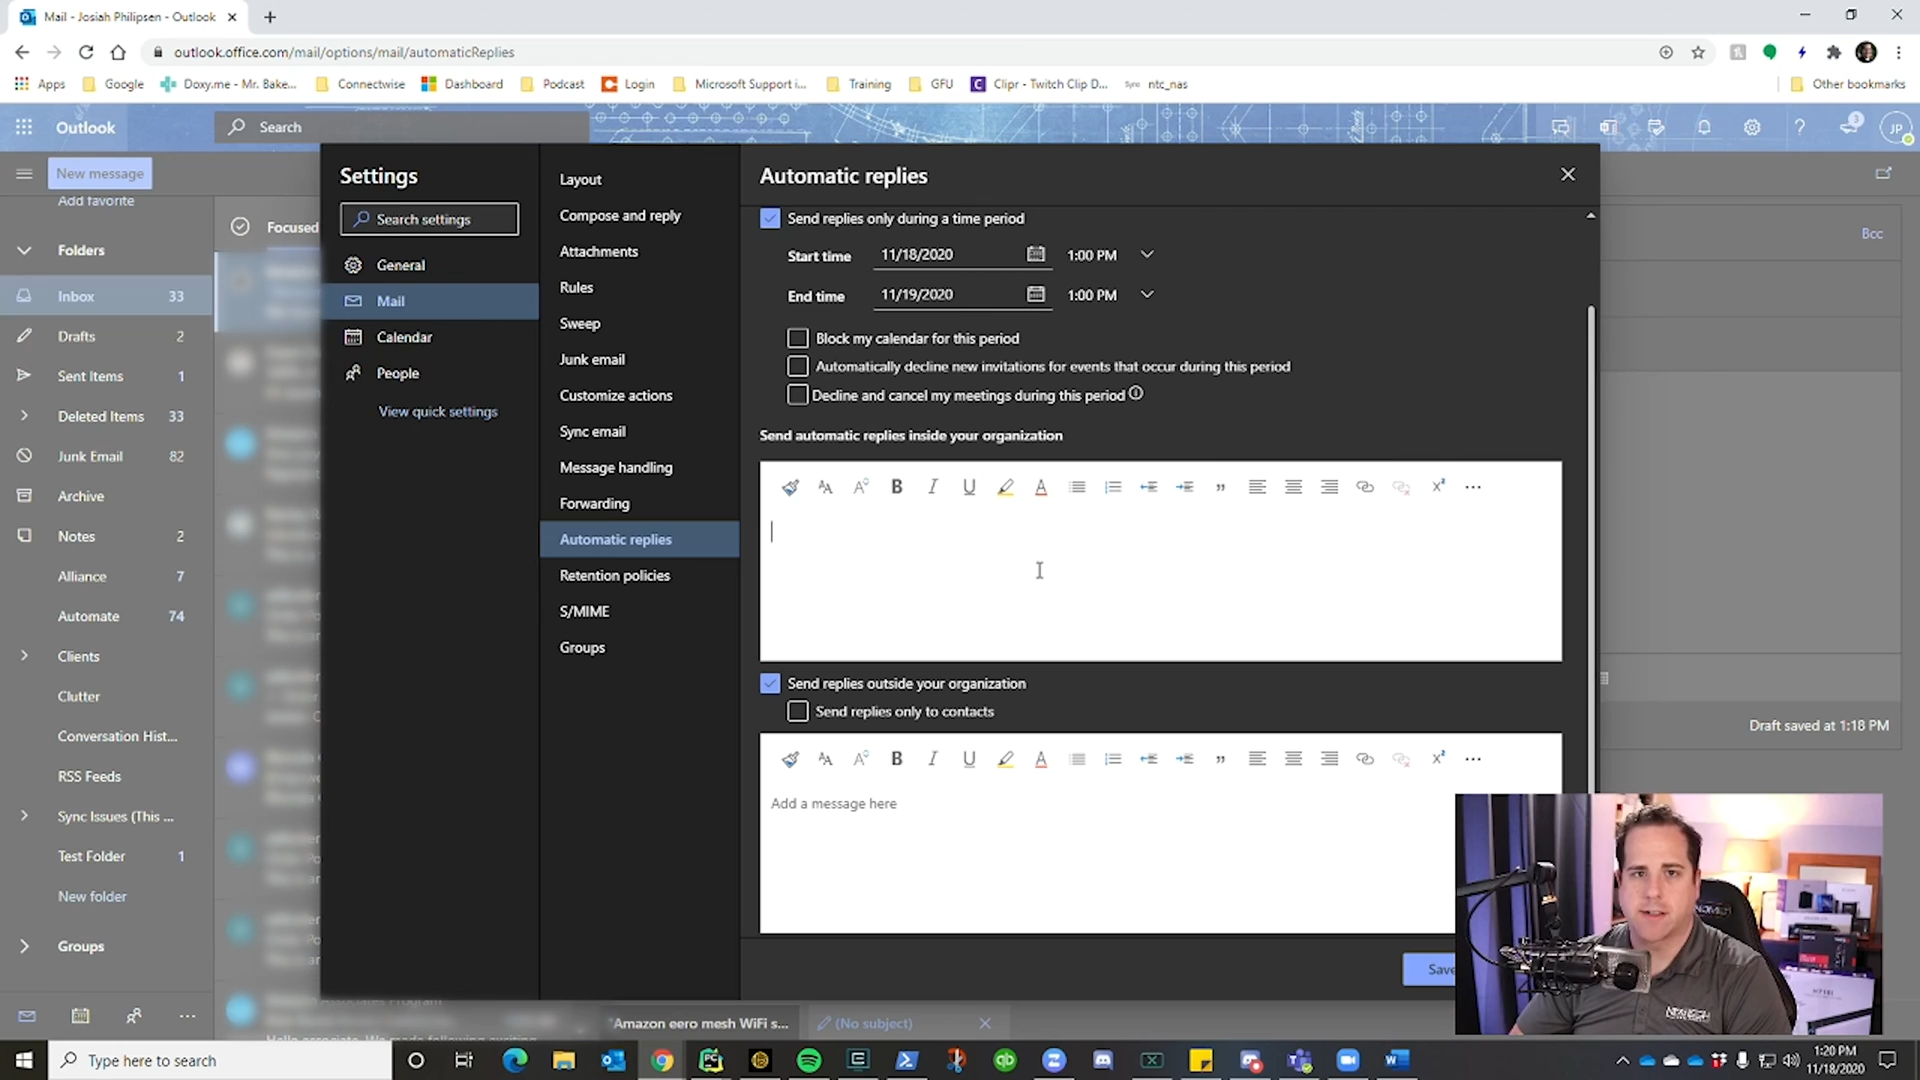 Mail - Josiah Philipsen - Outlook
outlook.office.com/mail/options/mail/automaticReplies
Apps
Google
Doxy.me - Mr. Bake...
Connectwise
Dashboard
Podcast
Login
Microsoft Support i...
Training
GFU
Clipr - Twitch Clip D...
Sync
ntc_nas
Other bookmarks
Outlook
Search
3
JP
New message
Add favorite
Folders
Inbox 33
Drafts 2
Sent Items 1
Deleted Items 33
Junk Email 82
Archive
Notes 2
Alliance 7
Automate 74
Clients
Clutter
Conversation Hist...
RSS Feeds
Sync Issues (This ...
Test Folder 1
New folder
Groups
Focused
Settings
Search settings
General
Mail
Calendar
People
View quick settings
Layout
Compose and reply
Attachments
Rules
Sweep
Junk email
Customize actions
Sync email
Message handling
Forwarding
Automatic replies
Retention policies
S/MIME
Groups
Automatic replies
Send replies only during a time period
Start time 11/18/2020 1:00 PM
End time 11/19/2020 1:00 PM
Block my calendar for this period
Automatically decline new invitations for events that occur during this period
Decline and cancel my meetings during this period
Send automatic replies inside your organization
Send replies outside your organization
Send replies only to contacts
Add a message here
Save
Bcc
Draft saved at 1:18 PM
*Amazon eero mesh WiFi s...
(No subject)
Type here to search
1:20 PM
11/18/2020